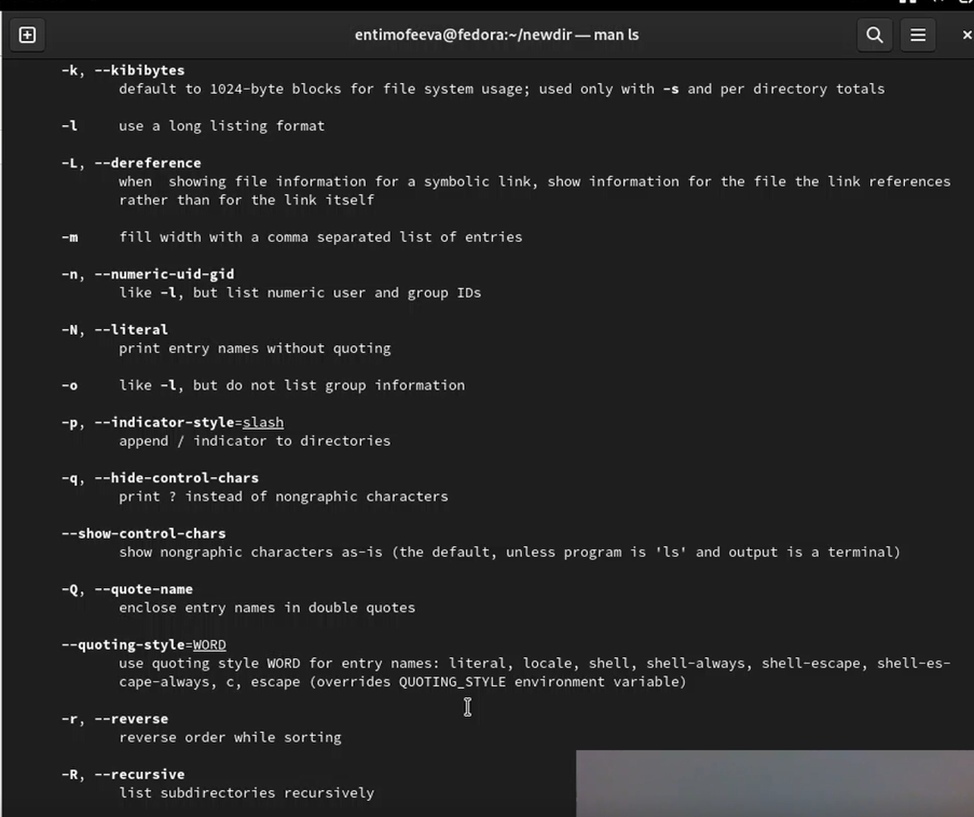 entimofeeva@fedora:~/newdir — man ls
-k, --kibibytes
default to 1024-byte blocks for file system usage; used only with -s and per directory totals
-l use a long listing format
-L, --dereference
when  showing file information for a symbolic link, show information for the file the link references
rather than for the link itself
-m fill width with a comma separated list of entries
-n, --numeric-uid-gid
like -l, but list numeric user and group IDs
-N, --literal
print entry names without quoting
-o like -l, but do not list group information
-p, --indicator-style=slash
append / indicator to directories
-q, --hide-control-chars
print ? instead of nongraphic characters
--show-control-chars
show nongraphic characters as-is (the default, unless program is 'ls' and output is a terminal)
-Q, --quote-name
enclose entry names in double quotes
--quoting-style=WORD
use quoting style WORD for entry names: literal, locale, shell, shell-always, shell-escape, shell-es-
cape-always, c, escape (overrides QUOTING_STYLE environment variable)
-r, --reverse
reverse order while sorting
-R, --recursive
list subdirectories recursively